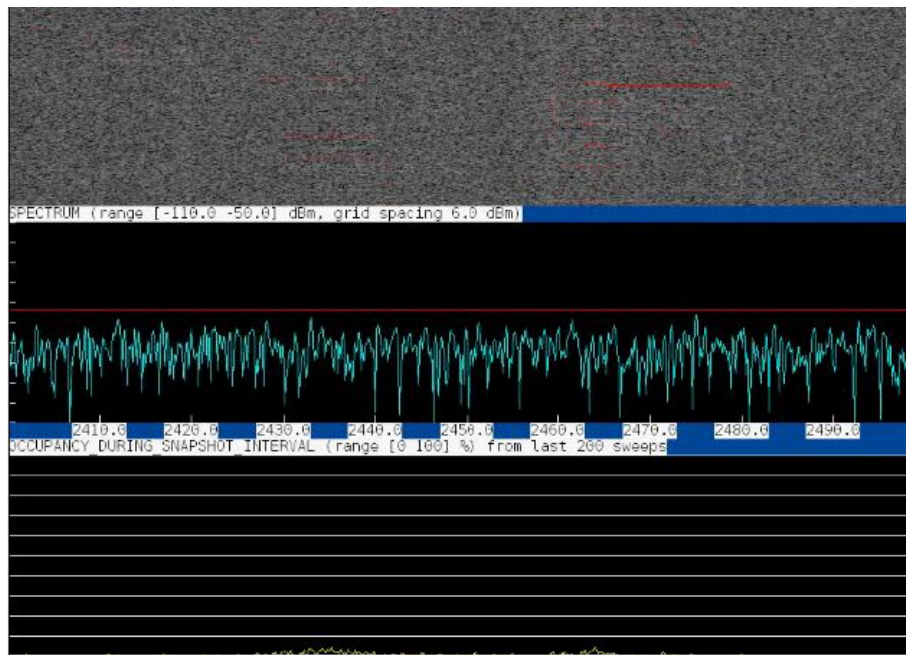 SPECTRUM (range [-110.0 -50.0] dBm, grid spacing 6.0 dBm)
2410.0 2420.0 2430.0 2440.0 2450.0 2460.0 2470.0 2480.0 2490.0
OCCUPANCY_DURING_SNAPSHOT_INTERVAL (range [0 100] %) from last 200 sweeps